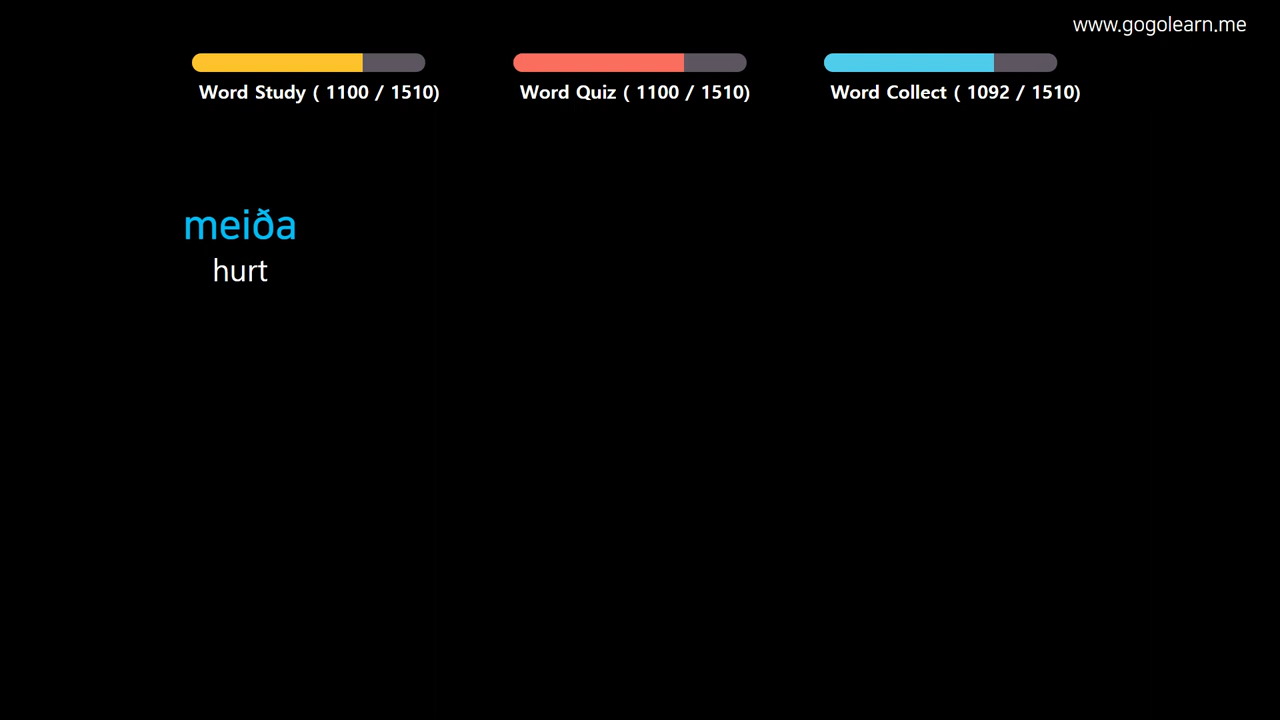 www.gogolearn.me
Word Study ( 1100 / 1510)
Word Quiz ( 1100 / 1510)
Word Collect ( 1092 / 1510)
meiða
hurt